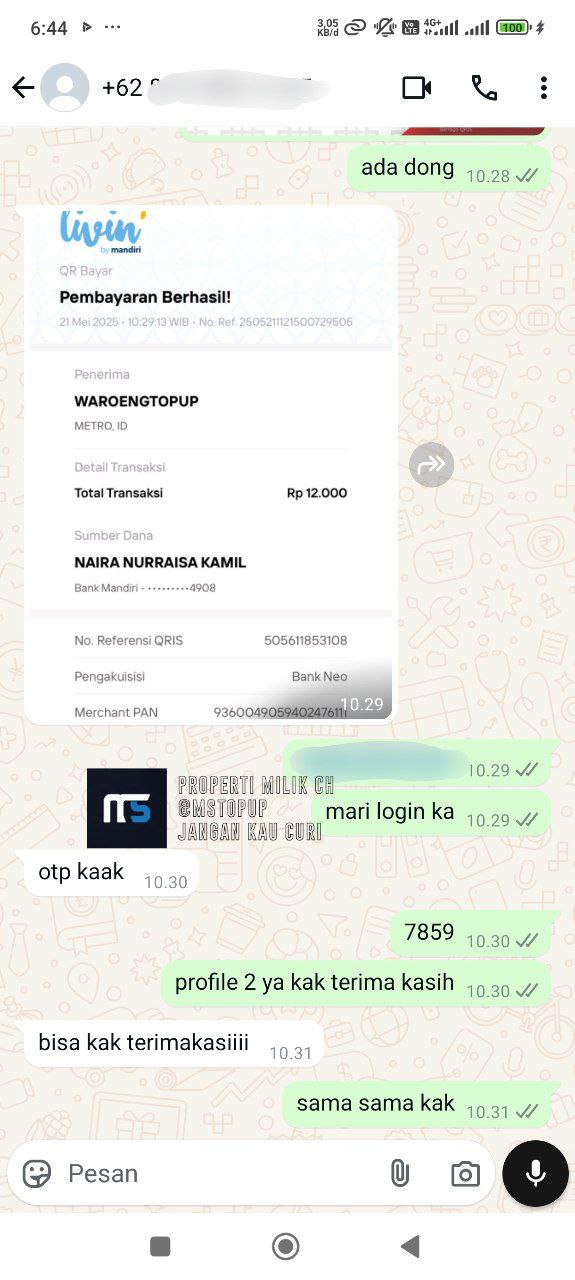 6:44
3,05
KB/d
Vo
LTE
4G+
100
+62
ada dong 10.28
livin'
by mandiri
QR Bayar
Pembayaran Berhasil!
21 Mei 2025 • 10:29:13 WIB • No. Ref. 2505211121500729505
Penerima
WAROENGTOPUP
METRO, ID
Detail Transaksi
Total Transaksi Rp 12.000
Sumber Dana
NAIRA NURRAISA KAMIL
Bank Mandiri - ·········4908
No. Referensi QRIS 505611853108
Pengakuisisi Bank Neo
Merchant PAN 9360049059402476111
10.29
10.29
MS
PROPERTI MILIK CH
@MSTOPUP
JANGAN KAU CURI
mari login ka 10.29
otp kaak 10.30
7859 10.30
profile 2 ya kak terima kasih 10.30
bisa kak terimakasiiii 10.31
sama sama kak 10.31
Pesan